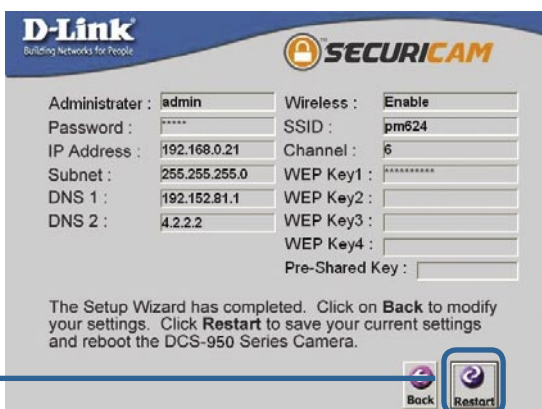 D-Link
Building Networks for People
SECURICAM
Administrater : admin
Password : *****
IP Address : 192.168.0.21
Subnet : 255.255.255.0
DNS 1 : 192.152.81.1
DNS 2 : 4.2.2.2
Wireless : Enable
SSID : pm624
Channel : 6
WEP Key1 : **********
WEP Key2 :
WEP Key3 :
WEP Key4 :
Pre-Shared Key :
The Setup Wizard has completed. Click on Back to modify
your settings. Click Restart to save your current settings
and reboot the DCS-950 Series Camera.
Back
Restart